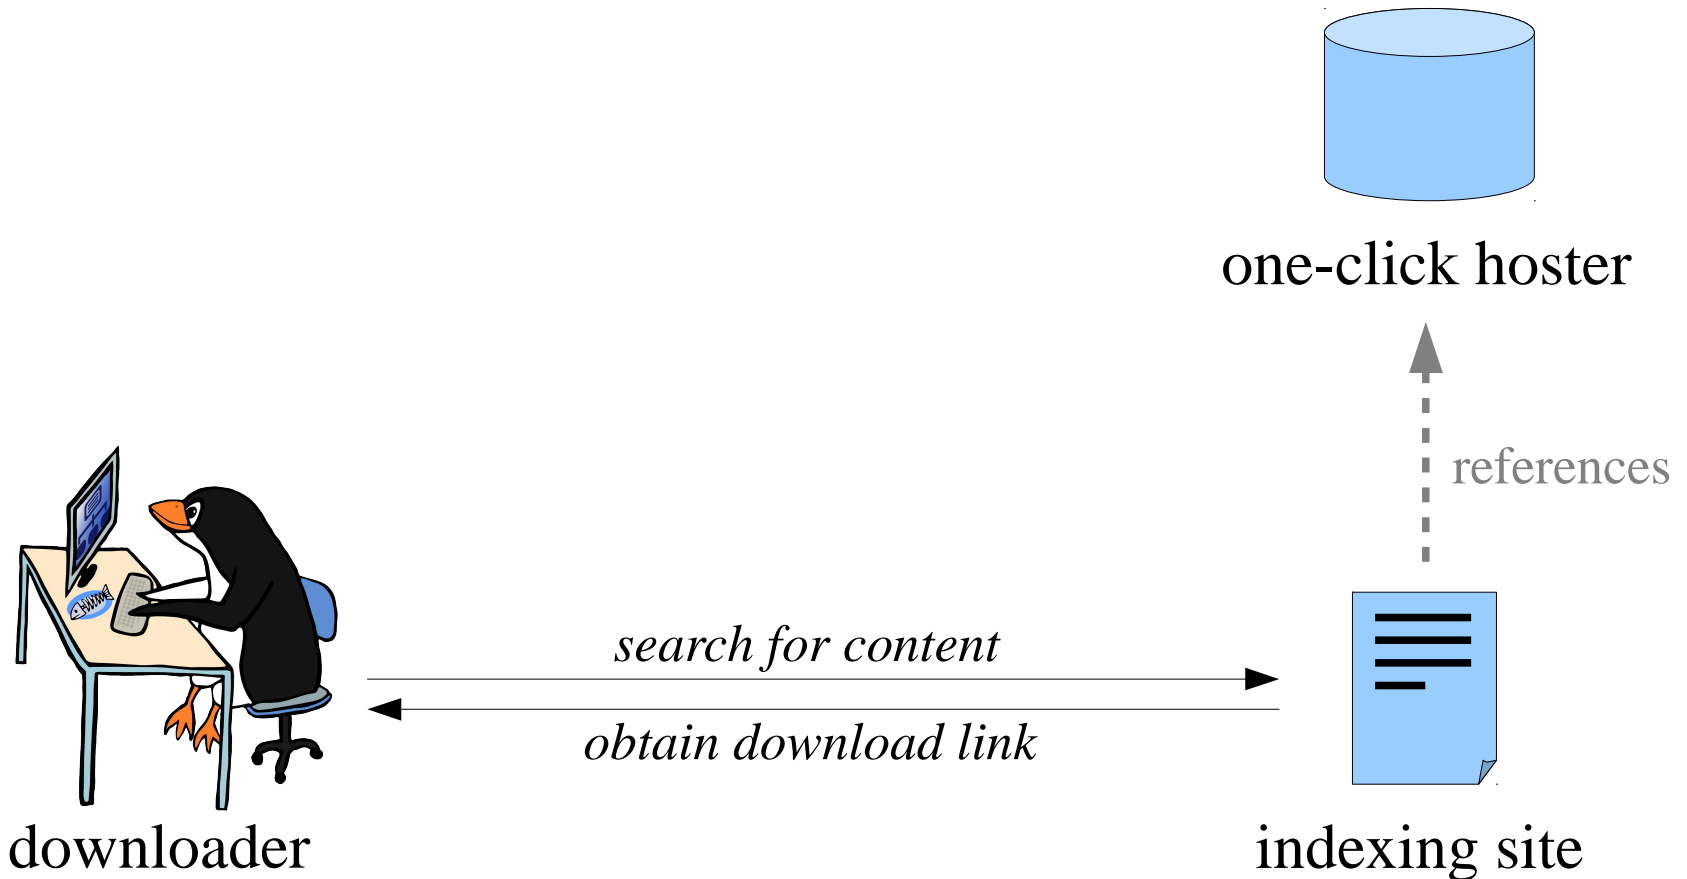 one-click hoster
references
search for content
obtain download link
downloader
indexing site